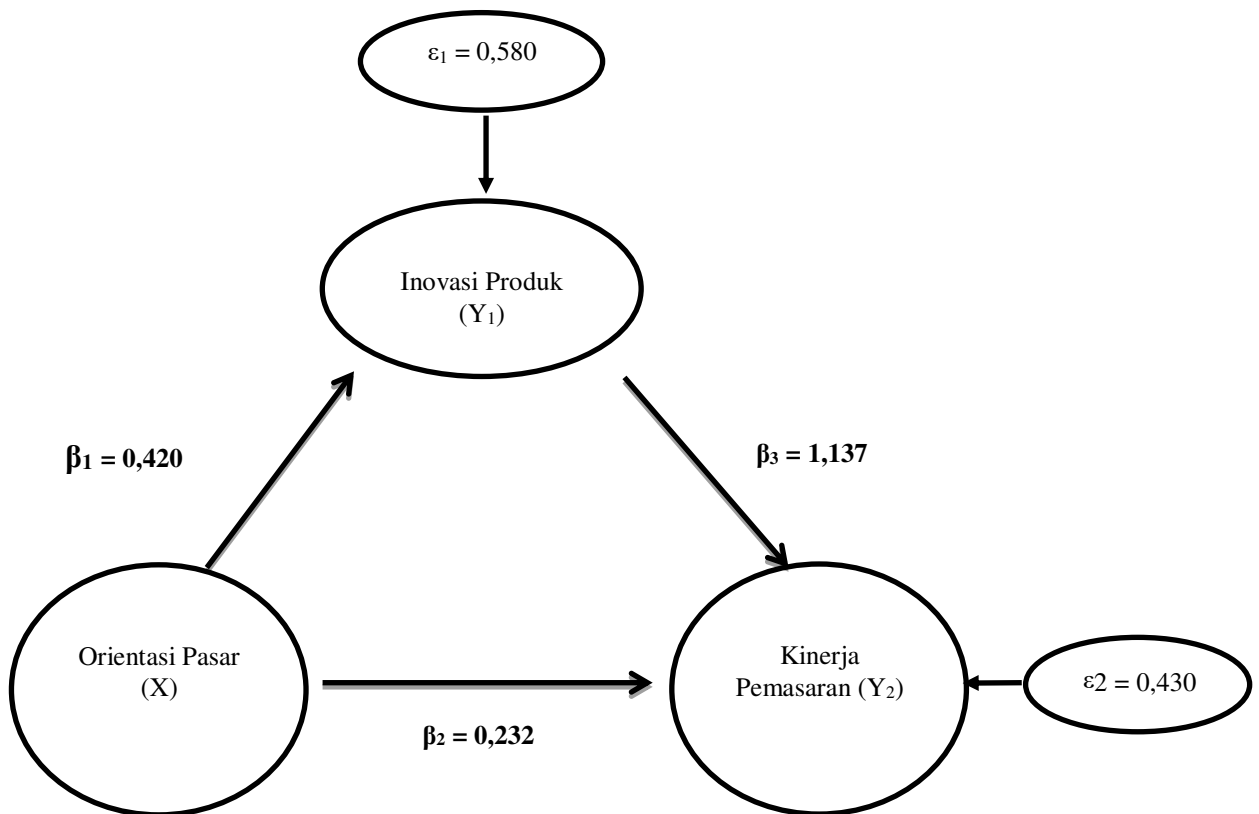 ε₁ = 0,580
Inovasi Produk
(Y₁)
β₁ = 0,420
β₃ = 1,137
Orientasi Pasar
(X)
Kinerja
Pemasaran (Y₂)
ε2 = 0,430
β₂ = 0,232